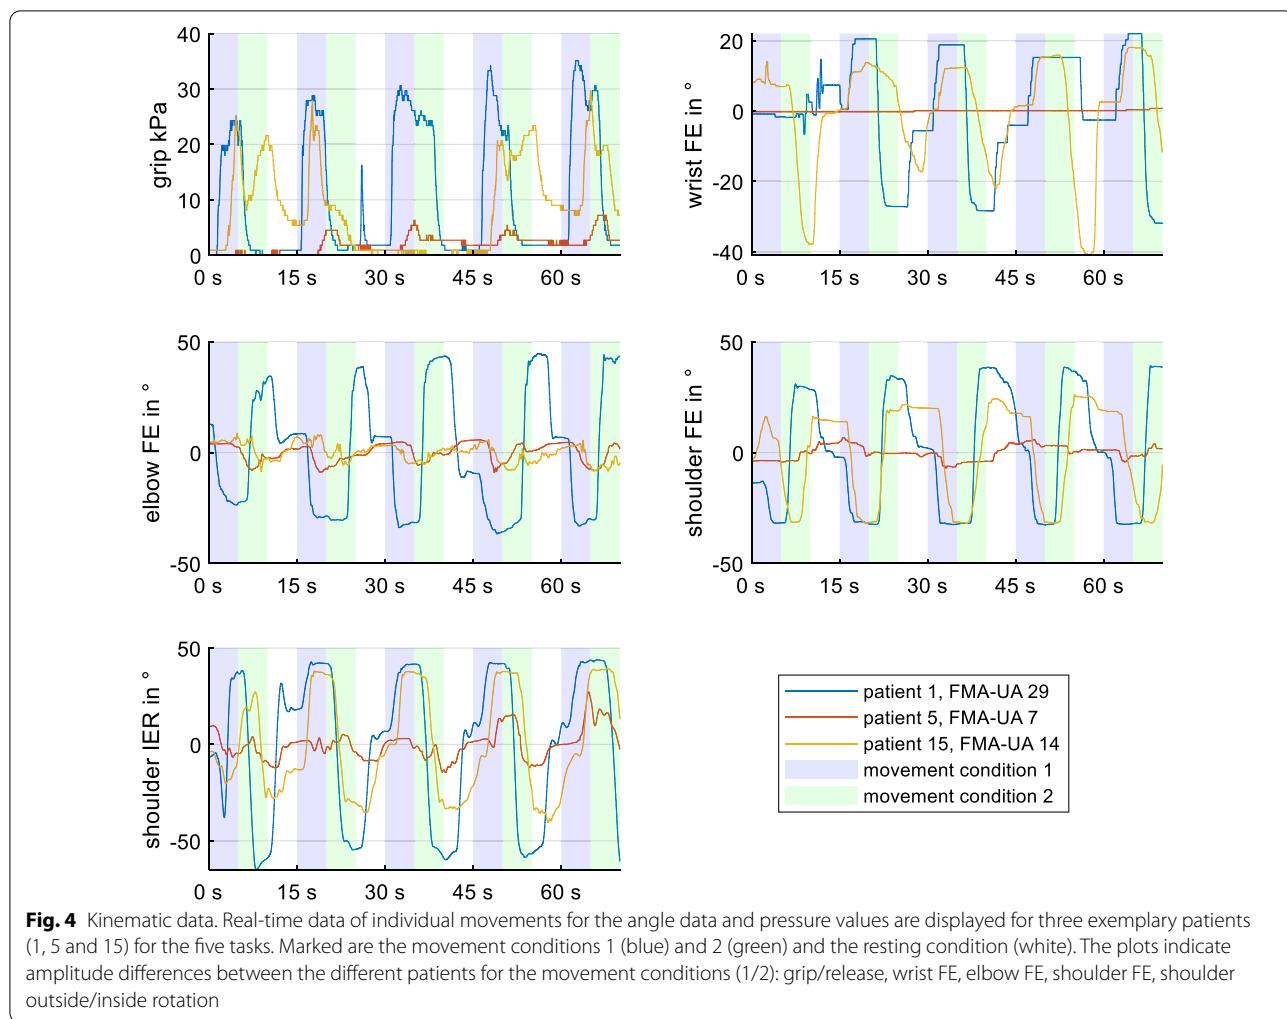 40
30
20
10
0
grip kPa
0 s
15 s
30 s
45 s
60 s
20
0
-20
-40
wrist FE in °
0 s
15 s
30 s
45 s
60 s
50
0
-50
elbow FE in °
0 s
15 s
30 s
45 s
60 s
50
0
-50
shoulder FE in °
0 s
15 s
30 s
45 s
60 s
50
0
-50
shoulder IER in °
0 s
15 s
30 s
45 s
60 s
patient 1, FMA-UA 29
patient 5, FMA-UA 7
patient 15, FMA-UA 14
movement condition 1
movement condition 2
Fig. 4 Kinematic data. Real-time data of individual movements for the angle data and pressure values are displayed for three exemplary patients
(1, 5 and 15) for the five tasks. Marked are the movement conditions 1 (blue) and 2 (green) and the resting condition (white). The plots indicate
amplitude differences between the different patients for the movement conditions (1/2): grip/release, wrist FE, elbow FE, shoulder FE, shoulder
outside/inside rotation